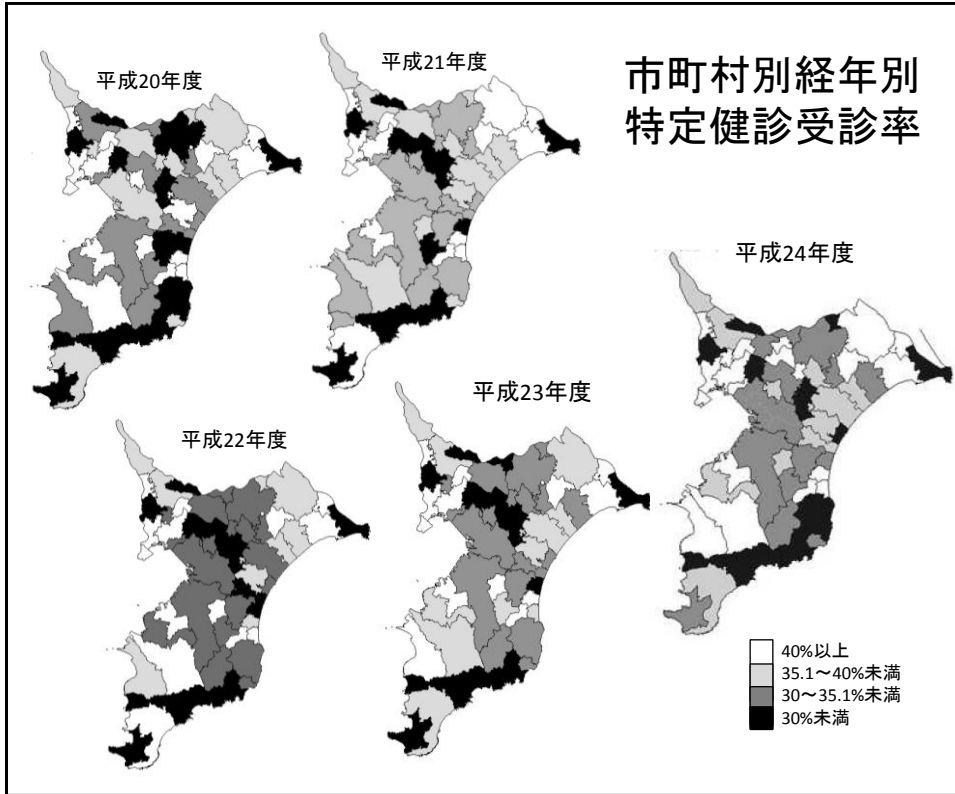 市町村別経年別
特定健診受診率
平成20年度
平成21年度
平成22年度
平成23年度
平成24年度
40%以上
35.1～40%未満
30～35.1%未満
30%未満